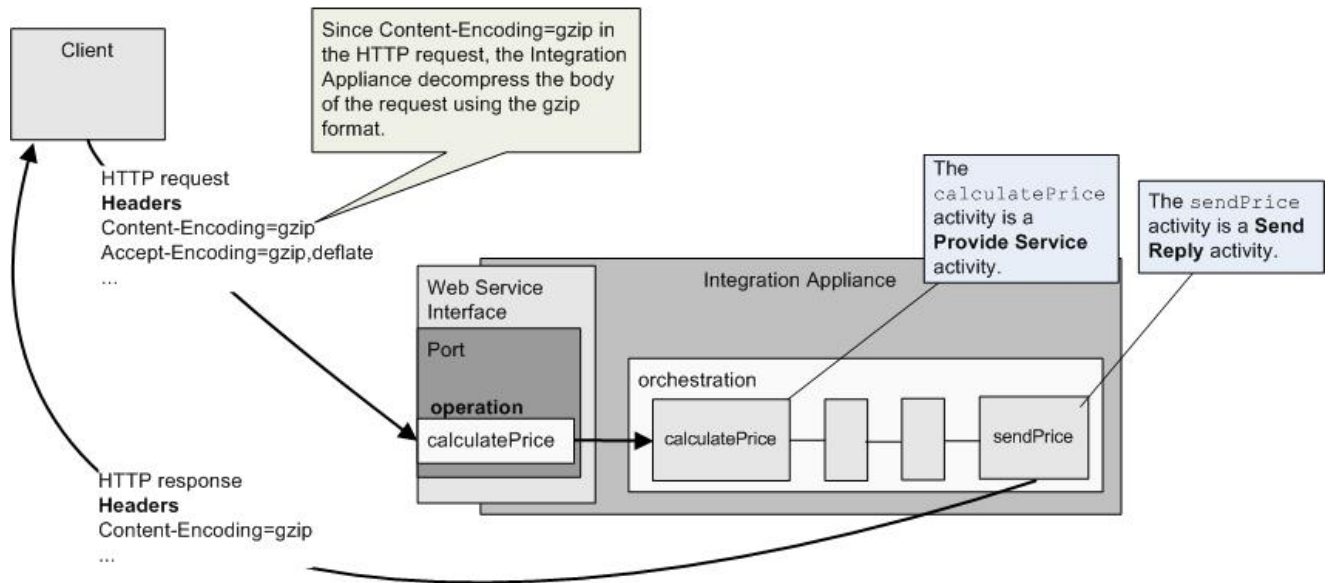 Client
Since Content-Encoding=gzip in
the HTTP request, the Integration
Appliance decompress the body
of the request using the gzip
format.
HTTP request
Headers
Content-Encoding=gzip
Accept-Encoding=gzip,deflate
...
The
calculatePrice
activity is a
Provide Service
activity.
The sendPrice
activity is a Send
Reply activity.
Web Service
Interface
Integration Appliance
Port
operation
calculatePrice
orchestration
calculatePrice
sendPrice
HTTP response
Headers
Content-Encoding=gzip
...